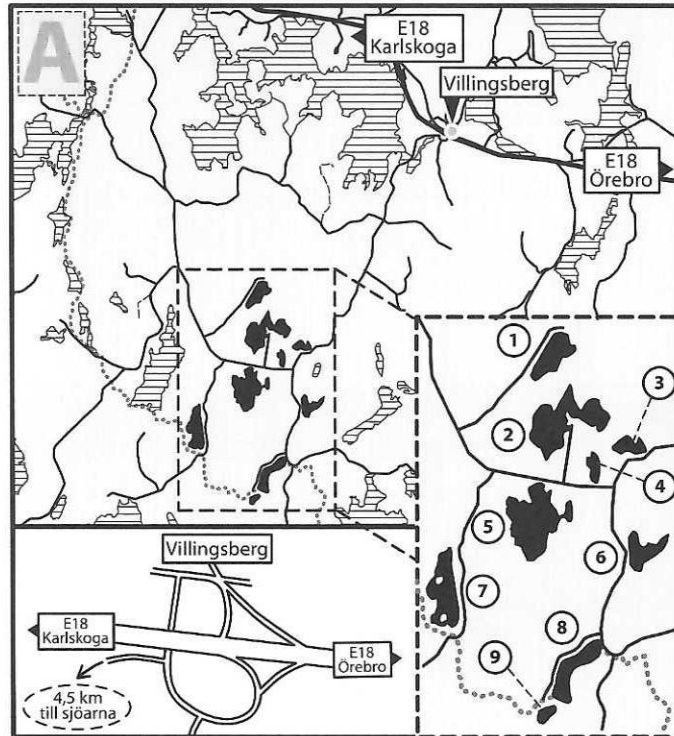 A
E18
Karlskoga
Villingsberg
E18
Örebro
1
2
3
4
5
6
7
8
9
Villingsberg
E18
Karlskoga
E18
Örebro
4,5 km
till sjöarna